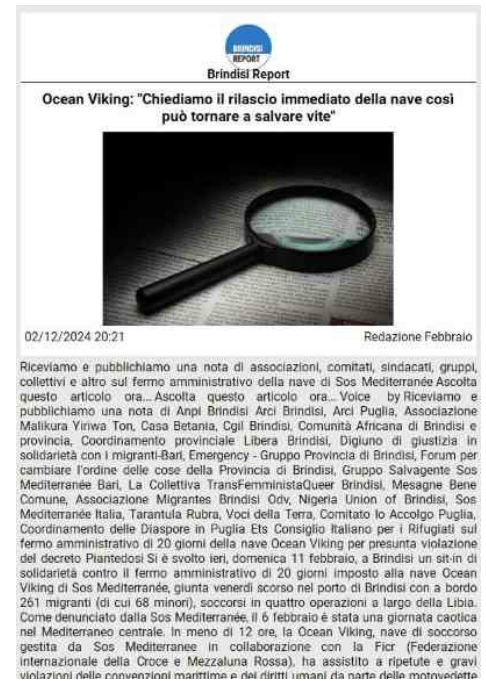 BRINDISI
REPORT
Brindisi Report
Ocean Viking: "Chiediamo il rilascio immediato della nave così
può tornare a salvare vite"
02/12/2024 20:21
Redazione Febbraio
Riceviamo e pubblichiamo una nota di associazioni, comitati, sindacati, gruppi,
collettivi e altro sul fermo amministrativo della nave di Sos Mediterranée Ascolta
questo articolo ora... Ascolta questo articolo ora... Voice by Riceviamo e
pubblichiamo una nota di Anpi Brindisi Arci Brindisi, Arci Puglia, Associazione
Malikura Yiriwa Ton, Casa Betania, Cgil Brindisi, Comunità Africana di Brindisi e
provincia, Coordinamento provinciale Libera Brindisi, Digiuno di giustizia in
solidarietà con i migranti-Bari, Emergency - Gruppo Provincia di Brindisi, Forum per
cambiare l'ordine delle cose della Provincia di Brindisi, Gruppo Salvagente Sos
Mediterranée Bari, La Collettiva TransFemministaQueer Brindisi, Mesagne Bene
Comune, Associazione Migrantes Brindisi Odv, Nigeria Union of Brindisi, Sos
Mediterranée Italia, Tarantula Rubra, Voci della Terra, Comitato Io Accolgo Puglia,
Coordinamento delle Diaspore in Puglia Ets Consiglio Italiano per i Rifugiati sul
fermo amministrativo di 20 giorni della nave Ocean Viking per presunta violazione
del decreto Piantedosi Si è svolto ieri, domenica 11 febbraio, a Brindisi un sit-in di
solidarietà contro il fermo amministrativo di 20 giorni imposto alla nave Ocean
Viking di Sos Mediterranée, giunta venerdì scorso nel porto di Brindisi con a bordo
261 migranti (di cui 68 minori), soccorsi in quattro operazioni a largo della Libia.
Come denunciato dalla Sos Mediterranée, il 6 febbraio è stata una giornata caotica
nel Mediterraneo centrale. In meno di 12 ore, la Ocean Viking, nave di soccorso
gestita da Sos Mediterranee in collaborazione con la Ficr (Federazione
internazionale della Croce e Mezzaluna Rossa), ha assistito a ripetute e gravi
violazioni delle convenzioni marittime e dei diritti umani da parte delle motovedette